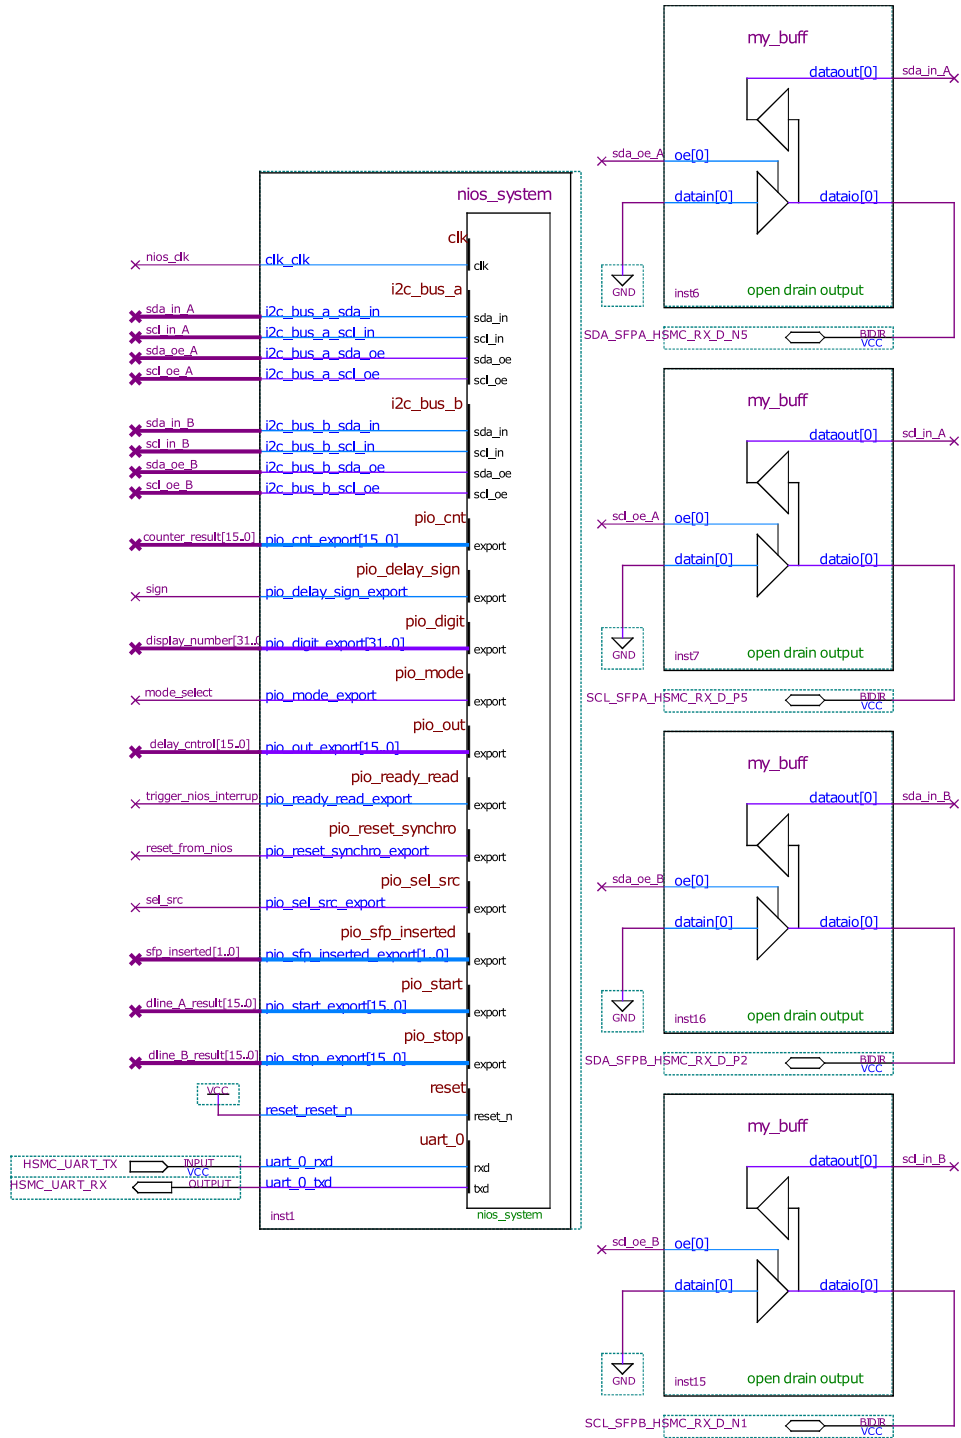 nios_system
clk
nios_clk
clk_clk
clk
i2c_bus_a
sda_in_A
i2c_bus_a_sda_in
sda_in
scl_in_A
i2c_bus_a_scl_in
scl_in
sda_oe_A
i2c_bus_a_sda_oe
sda_oe
scl_oe_A
i2c_bus_a_scl_oe
scl_oe
i2c_bus_b
sda_in_B
i2c_bus_b_sda_in
sda_in
scl_in_B
i2c_bus_b_scl_in
scl_in
sda_oe_B
i2c_bus_b_sda_oe
sda_oe
scl_oe_B
i2c_bus_b_scl_oe
scl_oe
pio_cnt
counter_result[15..0]
pio_cnt_export[15..0]
export
pio_delay_sign
sign
pio_delay_sign_export
export
pio_digit
display_number[31..0
pio_digit_export[31..0]
export
pio_mode
mode_select
pio_mode_export
export
pio_out
delay_cntrol[15..0]
pio_out_export[15..0]
export
pio_ready_read
trigger_nios_interrup
pio_ready_read_export
export
pio_reset_synchro
reset_from_nios
pio_reset_synchro_export
export
pio_sel_src
sel_src
pio_sel_src_export
export
pio_sfp_inserted
sfp_inserted[1..0]
pio_sfp_inserted_export[1..0]
export
pio_start
dline_A_result[15..0]
pio_start_export[15..0]
export
pio_stop
dline_B_result[15..0]
pio_stop_export[15..0]
export
reset
VCC
reset_reset_n
reset_n
uart_0
HSMC_UART_TX
INPUT
VCC
uart_0_rxd
rxd
HSMC_UART_RX
OUTPUT
uart_0_txd
txd
inst1
nios_system
my_buff
dataout[0]
sda_in_A
sda_oe_A
oe[0]
datain[0]
dataio[0]
GND
inst6
open drain output
SDA_SFPA_HSMC_RX_D_N5
BIDIR
VCC
my_buff
dataout[0]
scl_in_A
scl_oe_A
oe[0]
datain[0]
dataio[0]
GND
inst7
open drain output
SCL_SFPA_HSMC_RX_D_P5
BIDIR
VCC
my_buff
dataout[0]
sda_in_B
sda_oe_B
oe[0]
datain[0]
dataio[0]
GND
inst16
open drain output
SDA_SFPB_HSMC_RX_D_P2
BIDIR
VCC
my_buff
dataout[0]
scl_in_B
scl_oe_B
oe[0]
datain[0]
dataio[0]
GND
inst15
open drain output
SCL_SFPB_HSMC_RX_D_N1
BIDIR
VCC